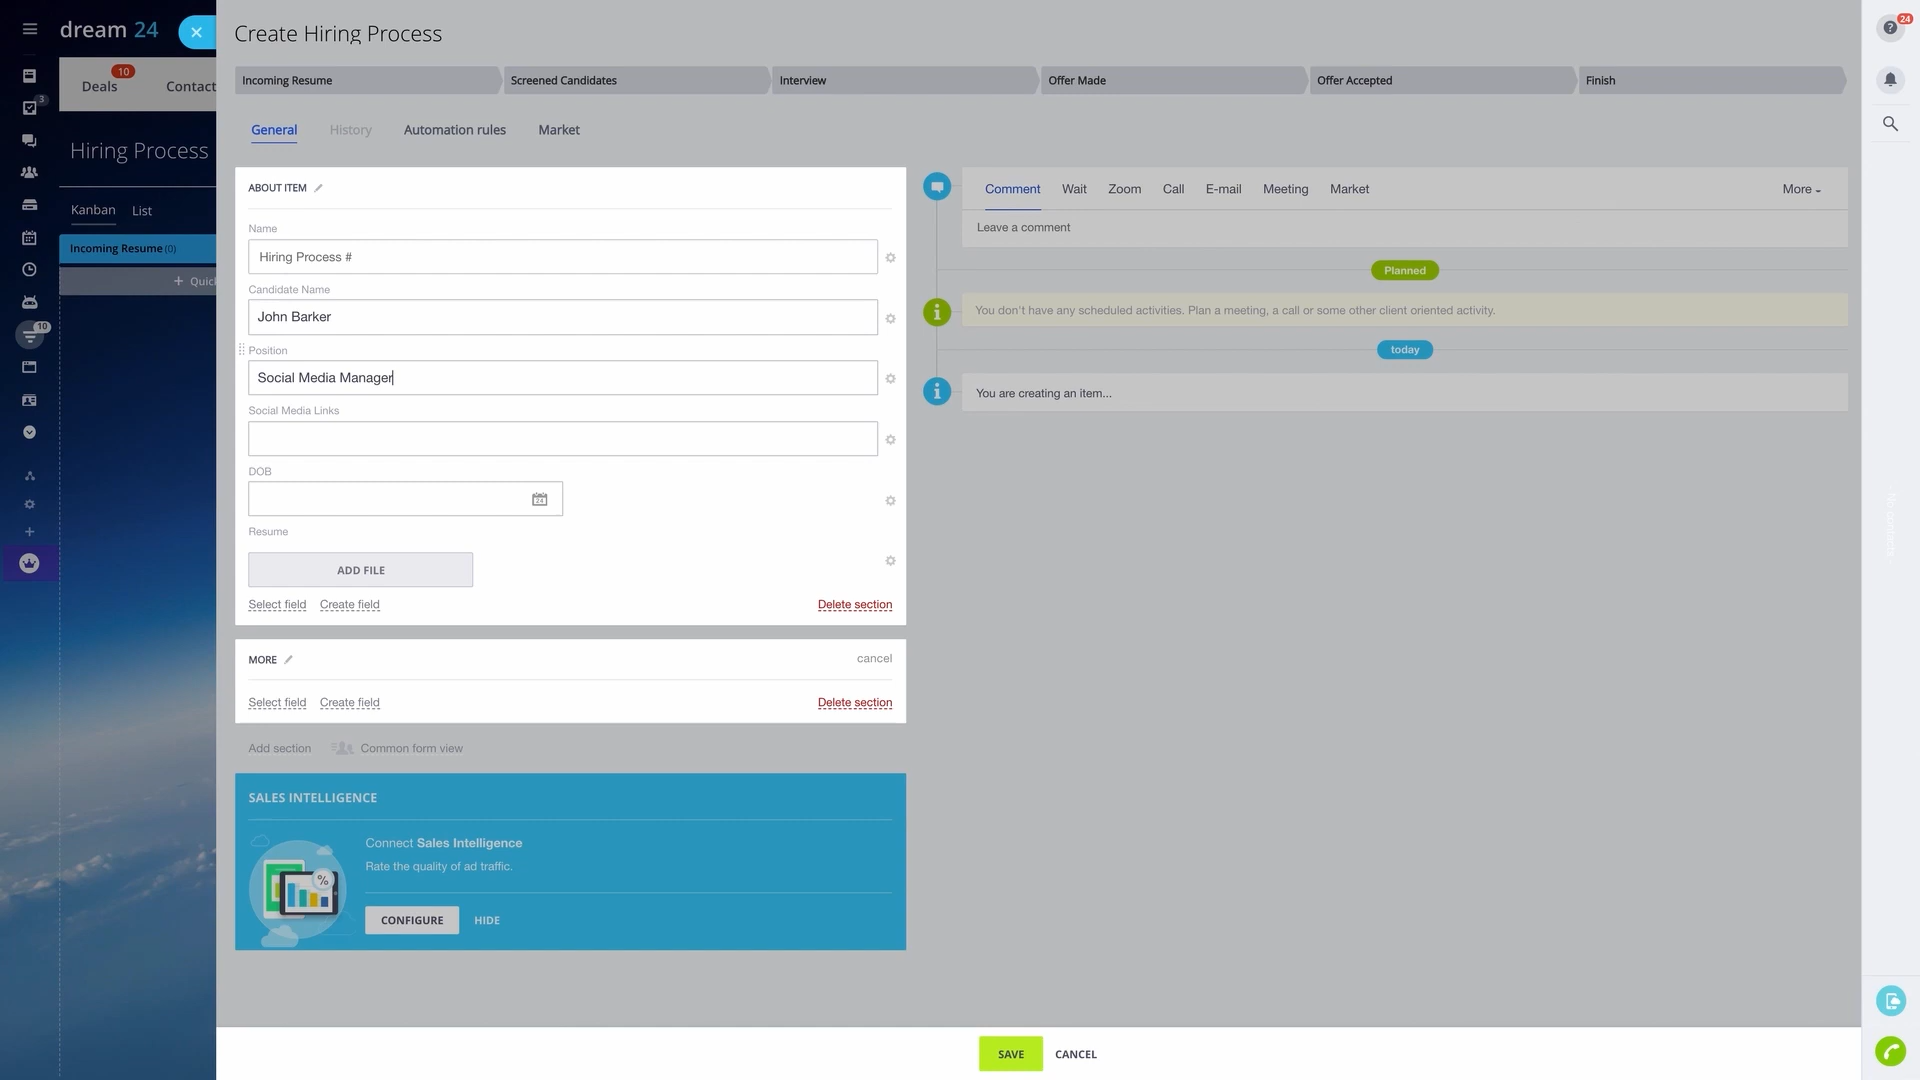 dream 24
24
Create Hiring Process
Incoming Resume
Screened Candidates
Interview
Offer Made
Offer Accepted
Finish
Deals
10
Contact
General
History
Automation rules
Market
3
Hiring Process
Kanban
List
Incoming Resume (0)
+ Quick
10
ABOUT ITEM
Name
Hiring Process #
Candidate Name
John Barker
Position
Social Media Manager
Social Media Links
DOB
24
Resume
ADD FILE
Select field
Create field
Delete section
MORE
cancel
Select field
Create field
Delete section
Add section
Common form view
SALES INTELLIGENCE
Connect Sales Intelligence
Rate the quality of ad traffic.
%
CONFIGURE
HIDE
Comment
Wait
Zoom
Call
E-mail
Meeting
Market
More
Leave a comment
Planned
You don't have any scheduled activities. Plan a meeting, a call or some other client oriented activity.
today
You are creating an item...
SAVE
CANCEL